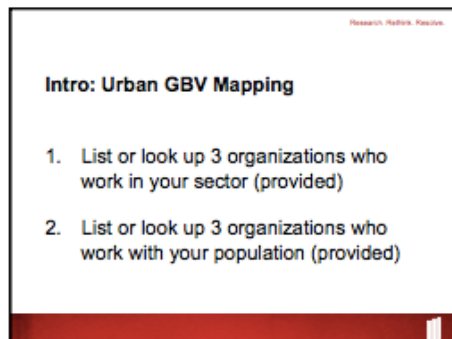 Research. Rethink. Resolve.
Intro: Urban GBV Mapping
1. List or look up 3 organizations who
work in your sector (provided)
2. List or look up 3 organizations who
work with your population (provided)